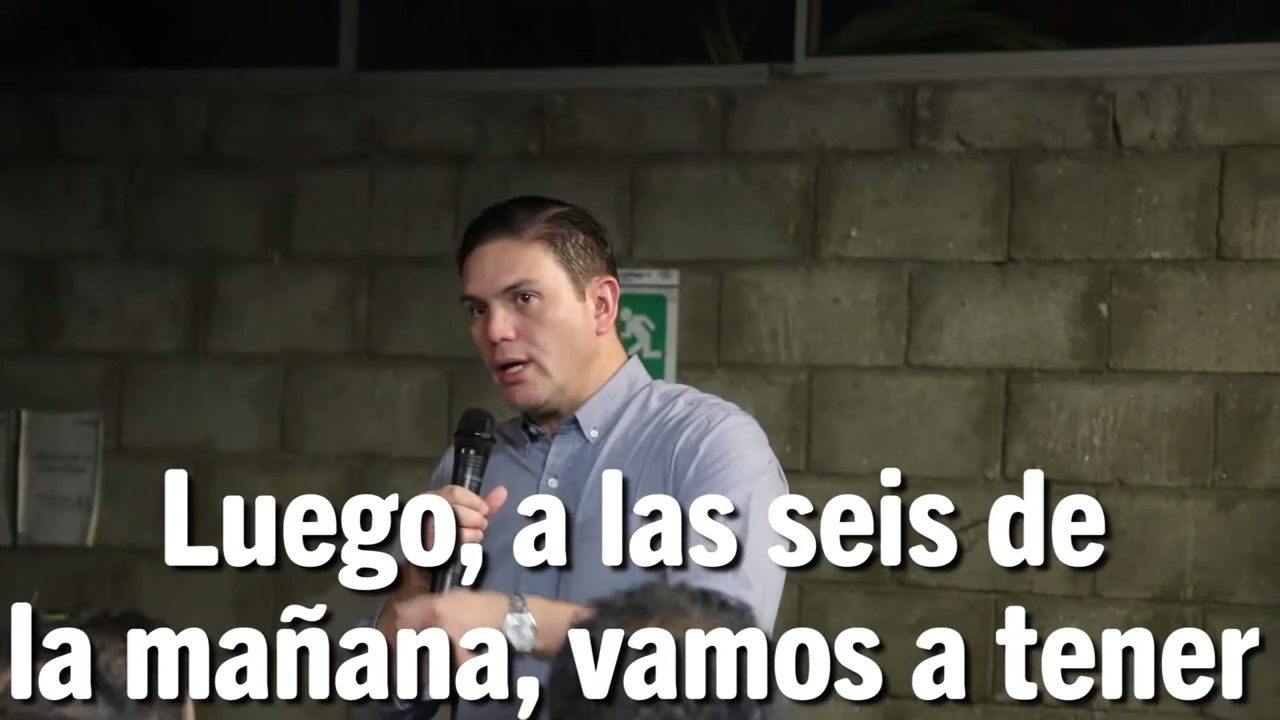 Luego, a las seis de
la mañana, vamos a tener